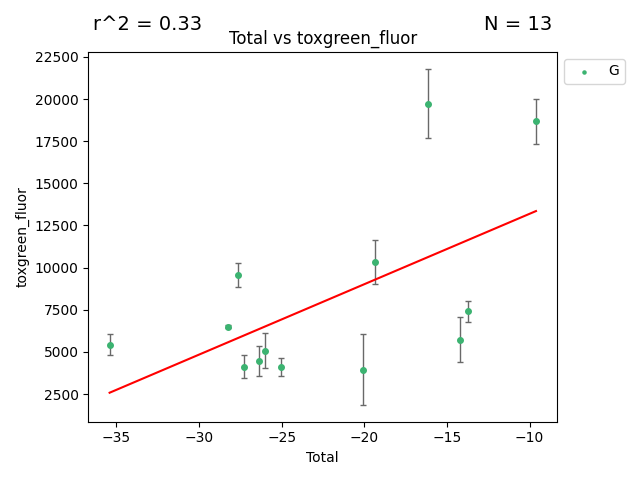 r^2 = 0.33
N = 13
Total vs toxgreen_fluor
G
22500
20000
17500
15000
12500
10000
7500
5000
2500
toxgreen_fluor
−35
−30
−25
−20
−15
−10
Total